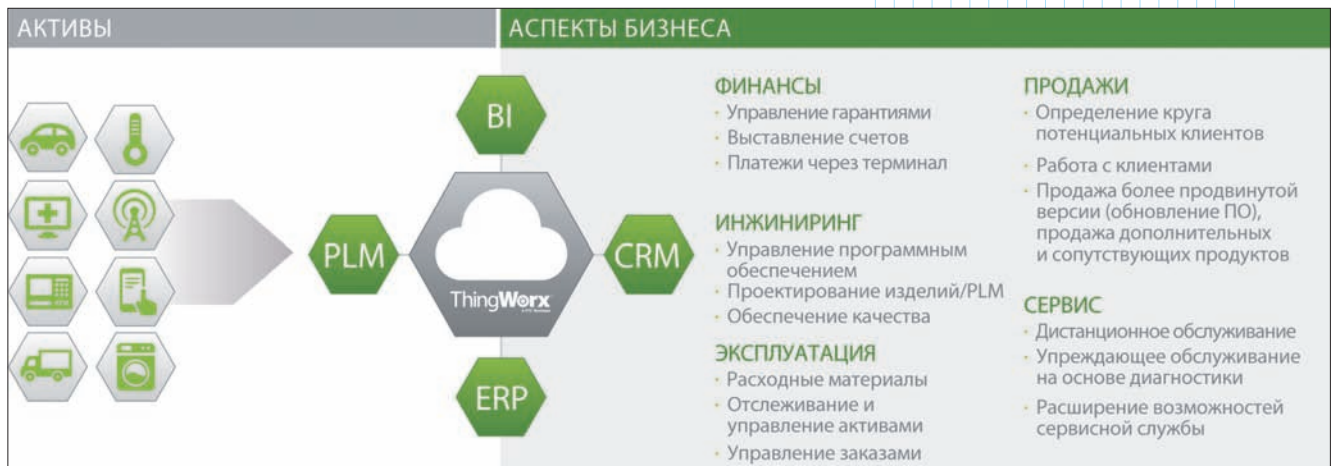 АКТИВЫ
АСПЕКТЫ БИЗНЕСА
BI
PLM
ThingWorx
CRM
ERP
ФИНАНСЫ
· Управление гарантиями
· Выставление счетов
· Платежи через терминал
ИНЖИНИРИНГ
· Управление программным
обеспечением
· Проектирование изделий/PLM
· Обеспечение качества
ЭКСПЛУАТАЦИЯ
· Расходные материалы
· Отслеживание и
управление активами
· Управление заказами
ПРОДАЖИ
· Определение круга
потенциальных клиентов
· Работа с клиентами
· Продажа более продвинутой
версии (обновление ПО),
продажа дополнительных
и сопутствующих продуктов
СЕРВИС
· Дистанционное обслуживание
· Упреждающее обслуживание
на основе диагностики
· Расширение возможностей
сервисной службы